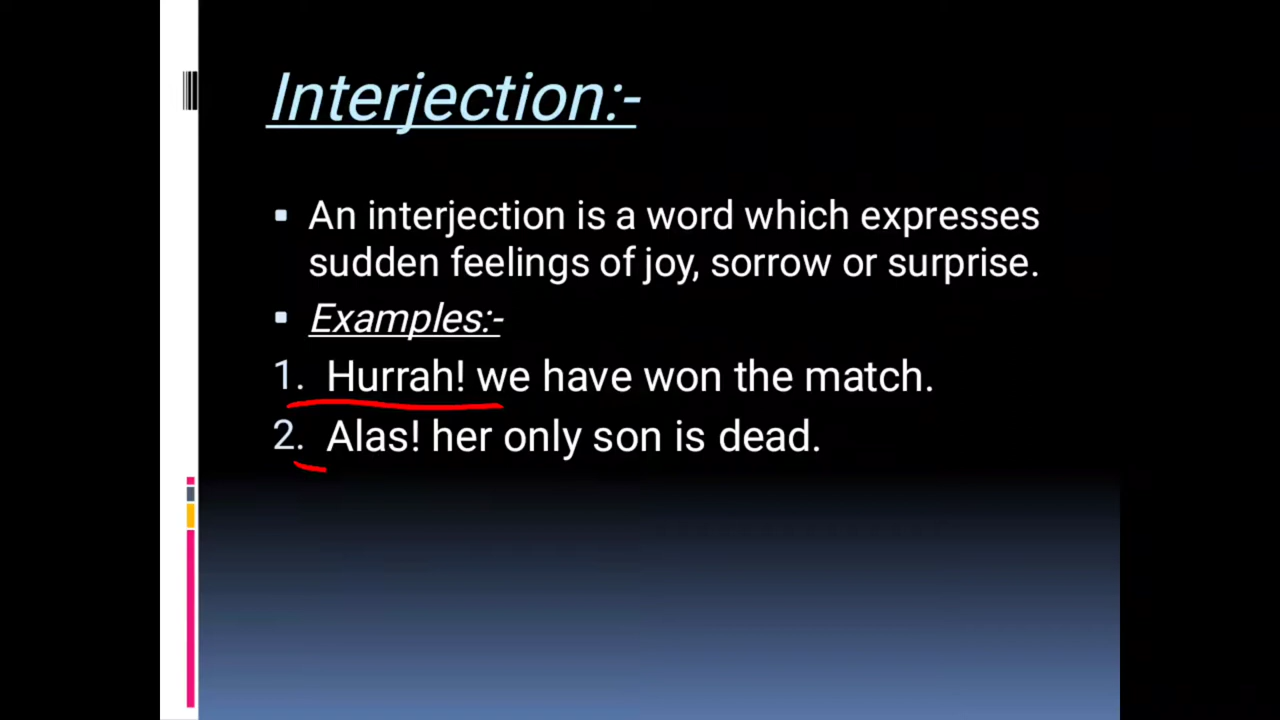 Interjection:-
An interjection is a word which expresses
sudden feelings of joy, sorrow or surprise.
Examples:-
1. Hurrah! we have won the match.
2. Alas! her only son is dead.